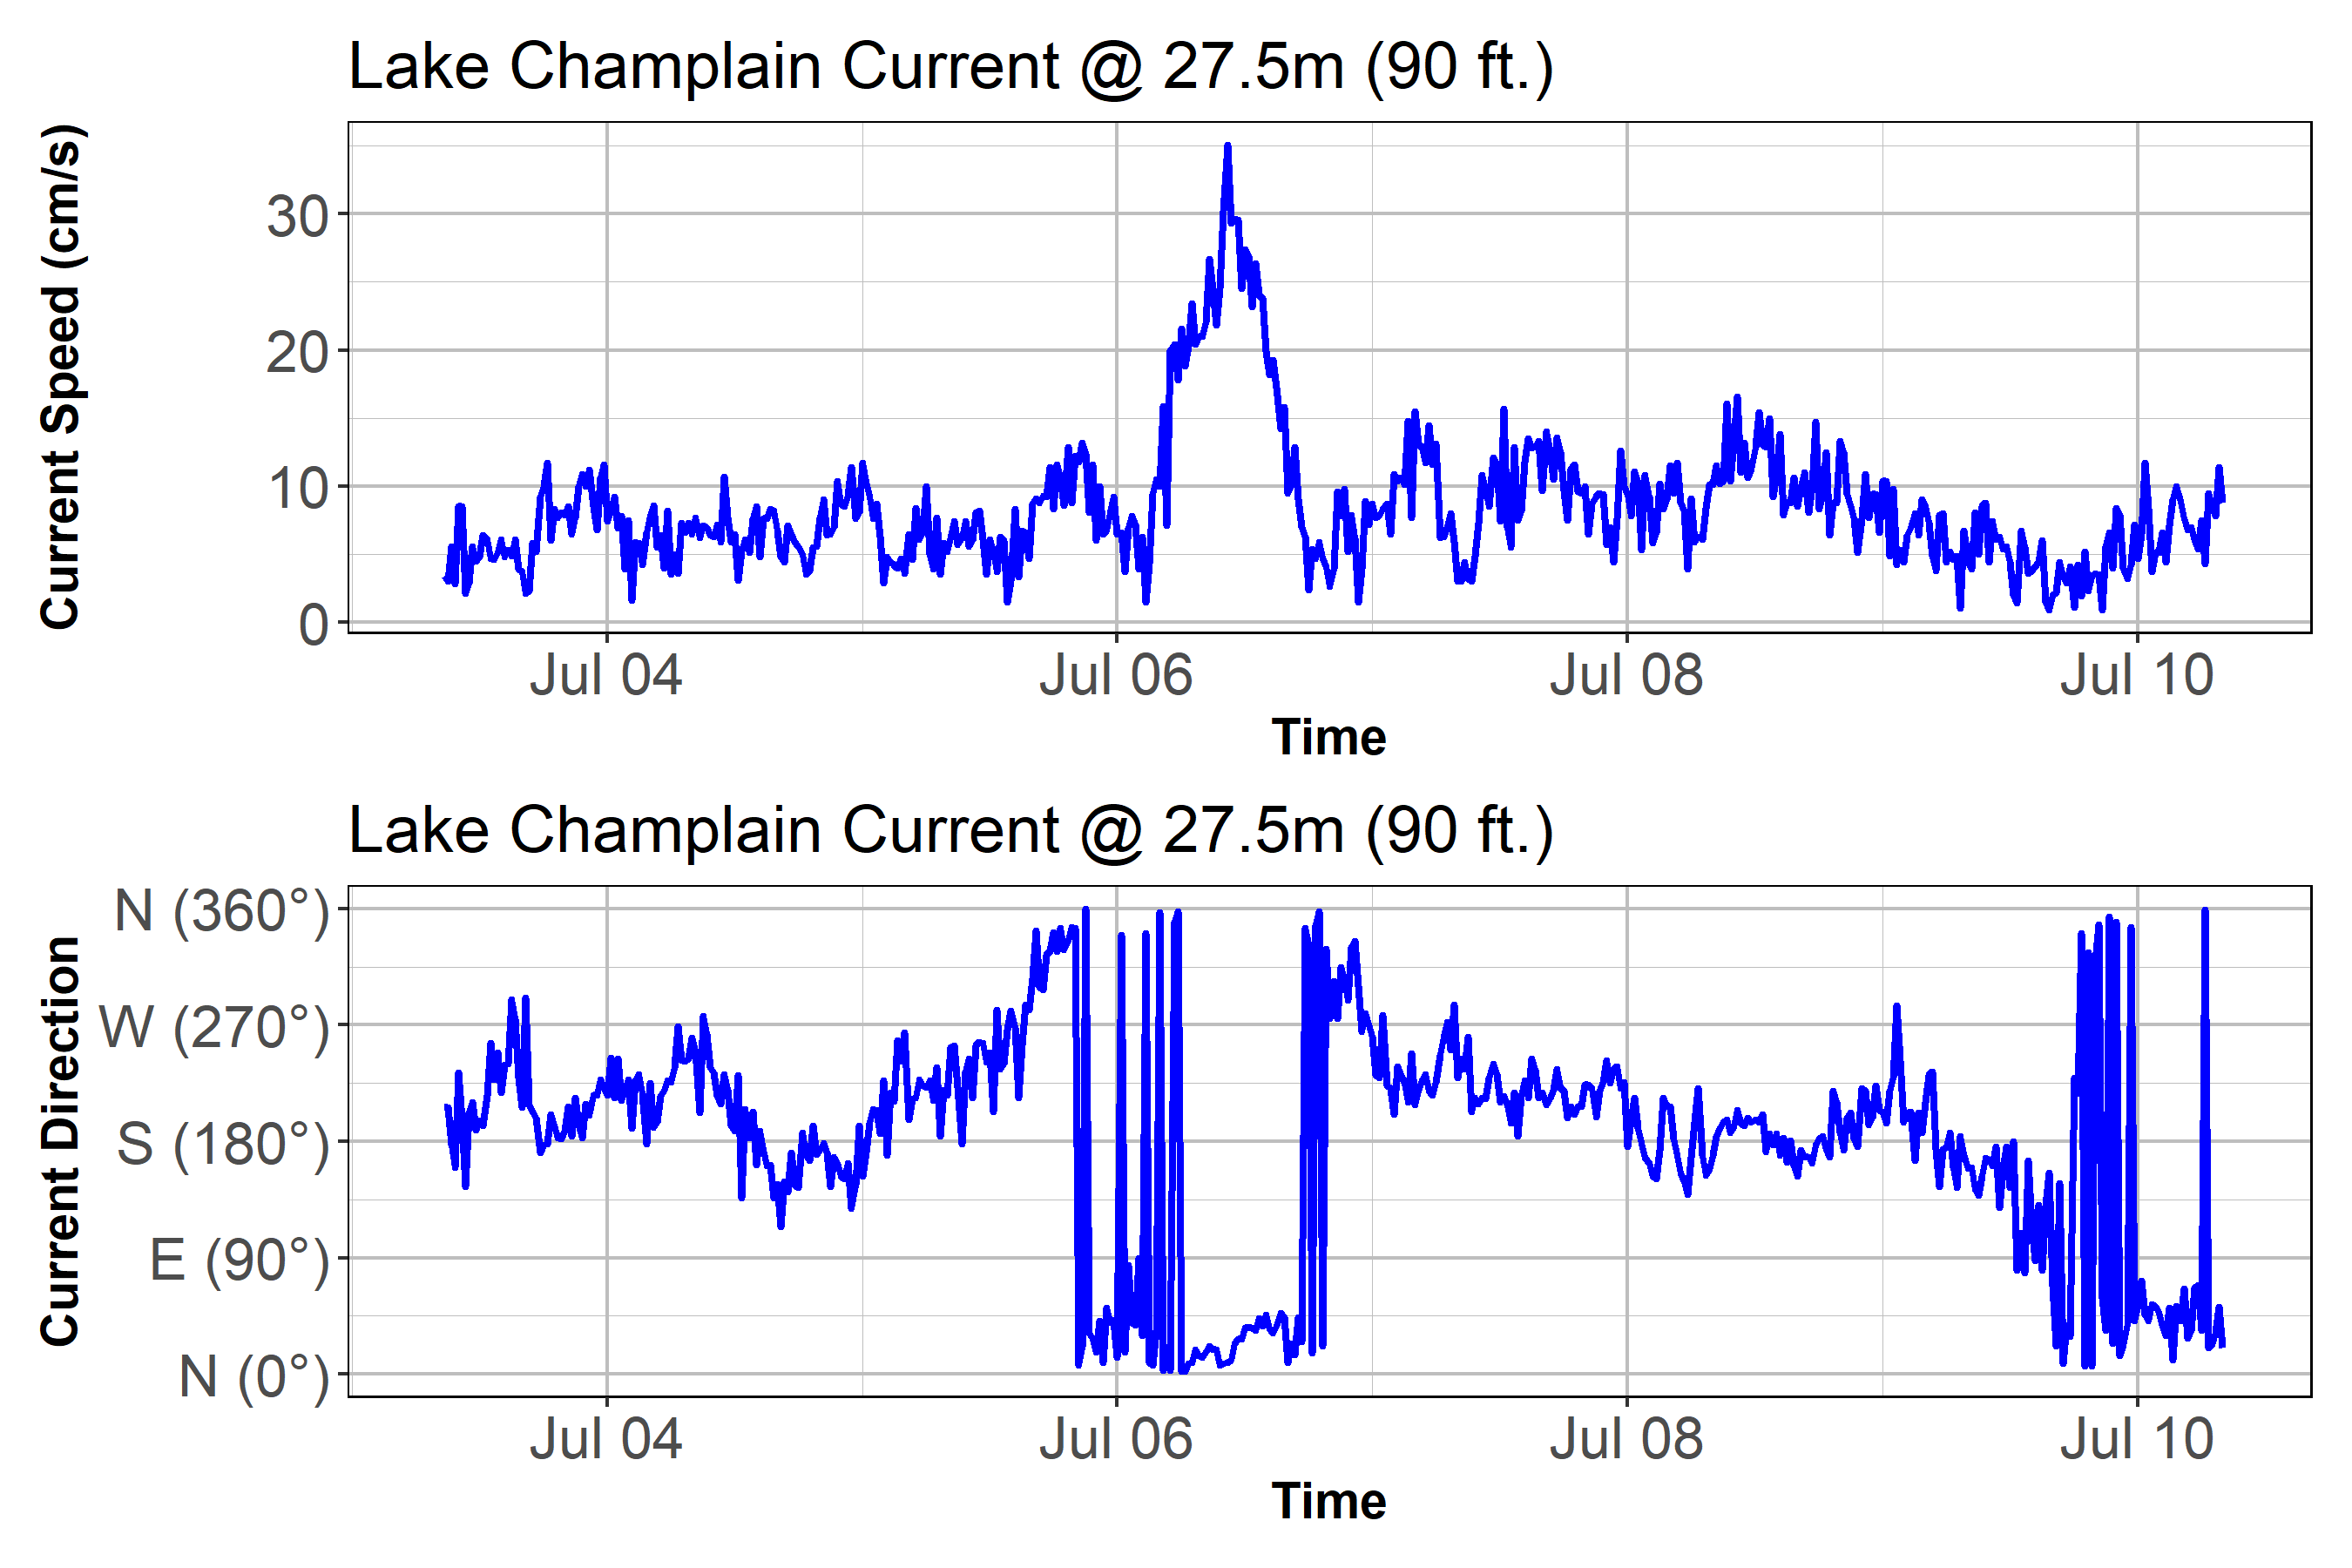 Lake Champlain Current @ 27.5m (90 ft.)
Current Speed (cm/s)
30
20
10
0
Jul 04 Jul 06 Jul 08 Jul 10
Time
Lake Champlain Current @ 27.5m (90 ft.)
Current Direction
N (360°)
W (270°)
S (180°)
E (90°)
N (0°)
Jul 04 Jul 06 Jul 08 Jul 10
Time